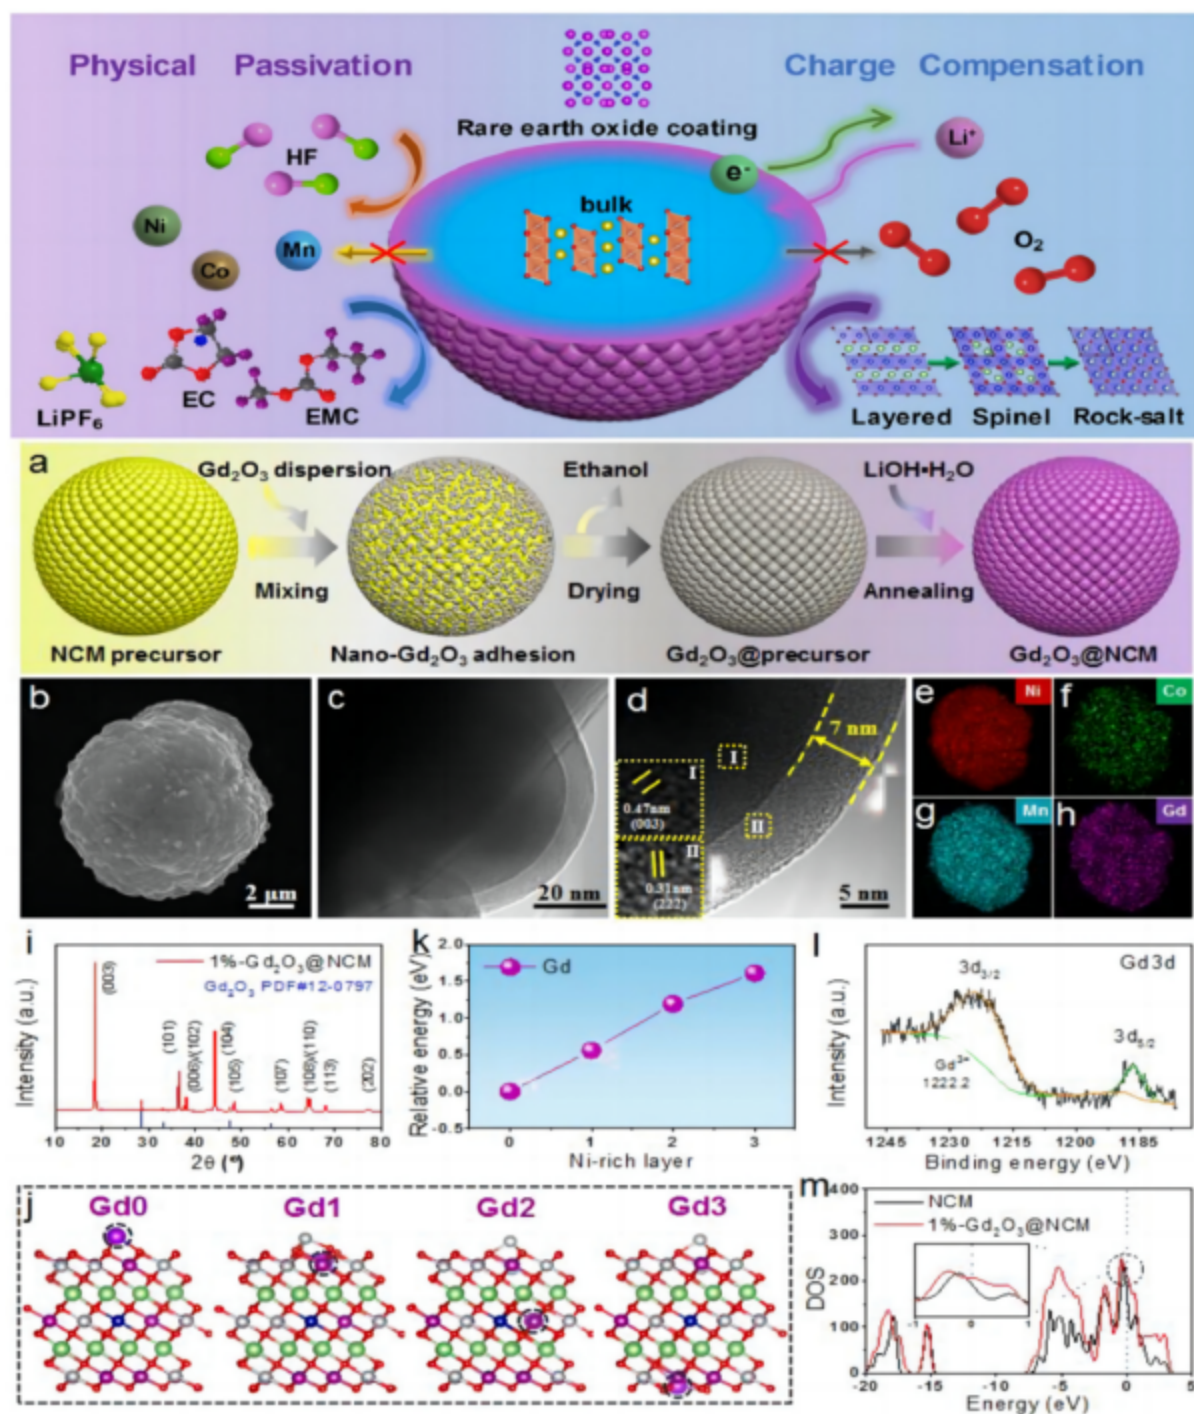 Physical Passivation
Charge Compensation
Rare earth oxide coating
HF
e-
Li+
bulk
Ni
Mn
Co
O2
LiPF6
EC
EMC
Layered
Spinel
Rock-salt
a
Gd2O3 dispersion
Ethanol
LiOH•H2O
Mixing
Drying
Annealing
NCM precursor
Nano-Gd2O3 adhesion
Gd2O3@precursor
Gd2O3@NCM
b
2 μm
c
20 nm
d
7 nm
I
II
I
0.47nm
(003)
II
0.31nm
(222)
5 nm
e
Ni
f
Co
g
Mn
h
Gd
i
1%-Gd2O3@NCM
Gd2O3 PDF#12-0797
(003)
(101)
(006)/(102)
(104)
(105)
(107)
(108)/(110)
(113)
(202)
Intensity (a.u.)
10 20 30 40 50 60 70 80
2θ (°)
k
Gd
Relative energy (eV)
2.0
1.5
1.0
0.5
0.0
-0.5
0 1 2 3
Ni-rich layer
l
Gd 3d
3d3/2
3d5/2
1222.2
Intensity (a.u.)
1245 1230 1215 1200 1185
Binding energy (eV)
j
Gd0
Gd1
Gd2
Gd3
m
NCM
1%-Gd2O3@NCM
DOS
400
300
200
100
0
-1 0 1
-20 -15 -10 -5 0 5
Energy (eV)